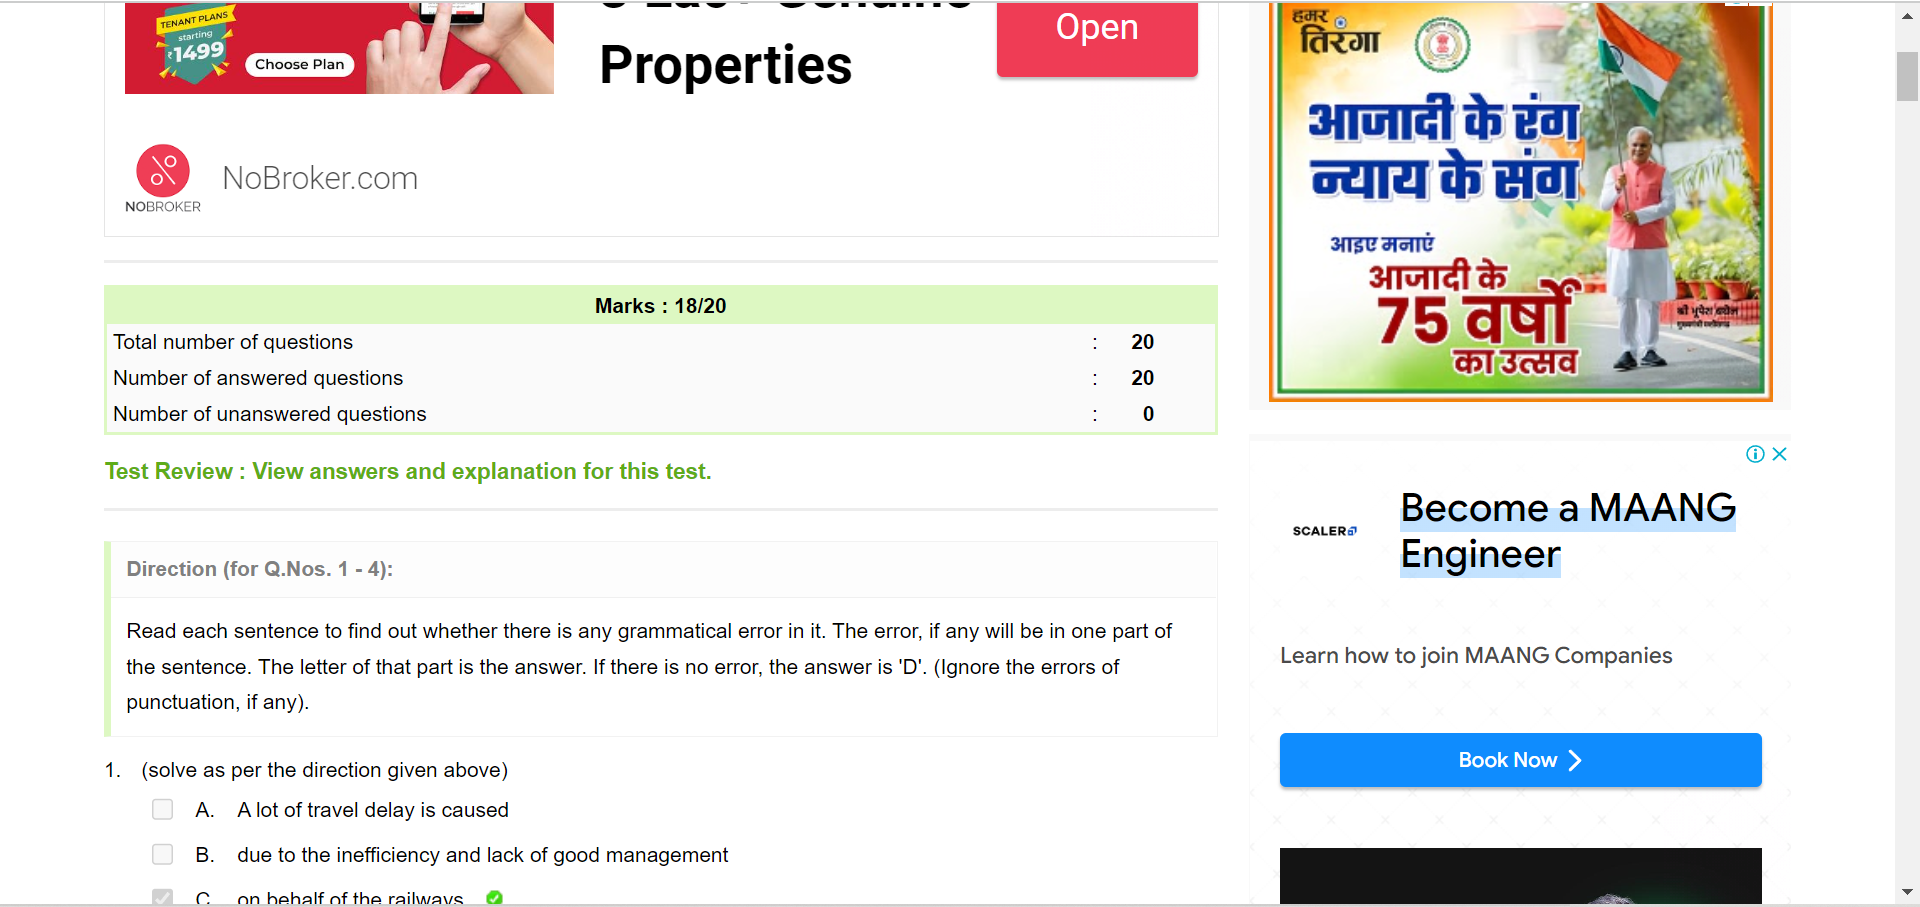 TENANT PLANS
starting
₹1499
Choose Plan
Properties
Open
NOBROKER
NoBroker.com
Marks : 18/20
Total number of questions : 20
Number of answered questions : 20
Number of unanswered questions : 0
Test Review : View answers and explanation for this test.
Direction (for Q.Nos. 1 - 4):
Read each sentence to find out whether there is any grammatical error in it. The error, if any will be in one part of
the sentence. The letter of that part is the answer. If there is no error, the answer is 'D'. (Ignore the errors of
punctuation, if any).
1. (solve as per the direction given above)
A. A lot of travel delay is caused
B. due to the inefficiency and lack of good management
C. on behalf of the railways
हमर
तिरंगा
आजादी के रंग
न्याय के संग
आइए मनाएं
आजादी के
75 वर्षों
का उत्सव
श्री भूपेश बघेल
SCALER
Become a MAANG
Engineer
Learn how to join MAANG Companies
Book Now